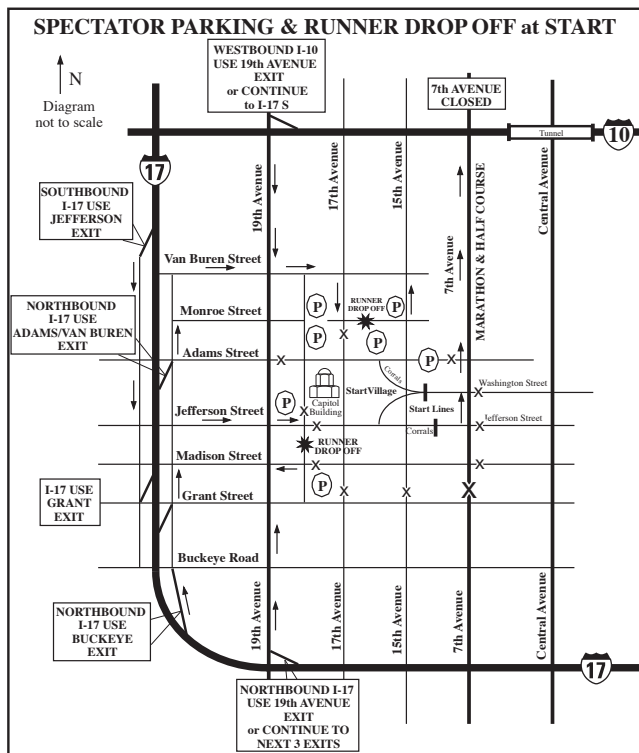 SPECTATOR PARKING & RUNNER DROP OFF at START
N
Diagram
not to scale
WESTBOUND I-10
USE 19th AVENUE
EXIT
or CONTINUE
to I-17 S
7th AVENUE
CLOSED
Tunnel
10
17
SOUTHBOUND
I-17 USE
JEFFERSON
EXIT
19th Avenue
17th Avenue
15th Avenue
7th Avenue
MARATHON & HALF COURSE
Central Avenue
Van Buren Street
Monroe Street
P
P
RUNNER
DROP OFF
P
P
NORTHBOUND
I-17 USE
ADAMS/VAN BUREN
EXIT
Adams Street
X
X
P
X
Corrals
Capitol
Building
StartVillage
Start Lines
Washington Street
X
Jefferson Street
P
X
X
Corrals
X
Jefferson Street
RUNNER
DROP OFF
Madison Street
X
X
I-17 USE
GRANT
EXIT
Grant Street
P
X
X
X
Buckeye Road
NORTHBOUND
I-17 USE
BUCKEYE
EXIT
19th Avenue
17th Avenue
15th Avenue
7th Avenue
Central Avenue
17
NORTHBOUND I-17
USE 19th AVENUE
EXIT
or CONTINUE TO
NEXT 3 EXITS